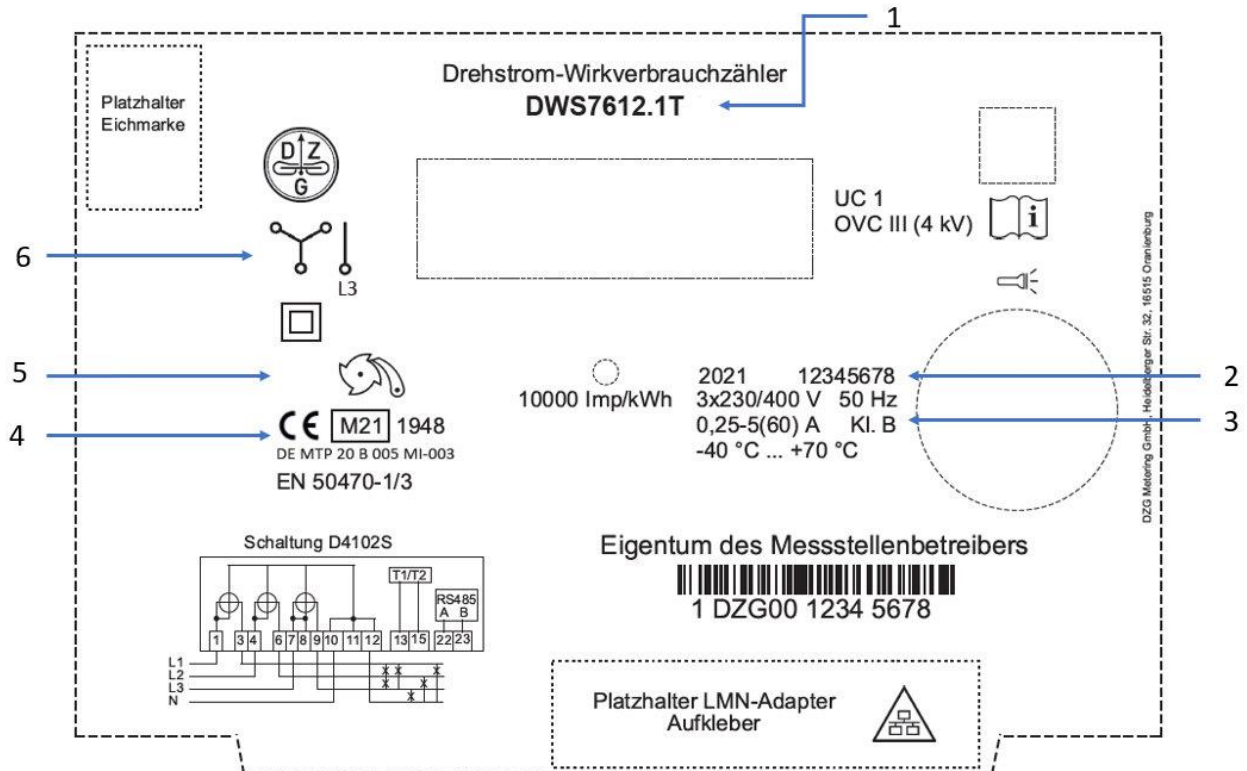 1
Drehstrom-Wirkverbrauchzähler
DWS7612.1T
Platzhalter
Eichmarke
D Z
G
UC 1
OVC III (4 kV)
i
6
L3
5
2021 12345678
2
10000 Imp/kWh
3x230/400 V 50 Hz
0,25-5(60) A Kl. B
3
-40 °C ... +70 °C
4
CE M21 1948
DE MTP 20 B 005 MI-003
EN 50470-1/3
DZG Metering GmbH, Heidelberger Str. 32, 16515 Oranienburg
Schaltung D4102S
T1/T2
RS485
A B
1 3 4 6 7 8 9 10 11 12 13 15 22 23
L1
L2
L3
N
Eigentum des Messstellenbetreibers
1 DZG00 1234 5678
Platzhalter LMN-Adapter
Aufkleber